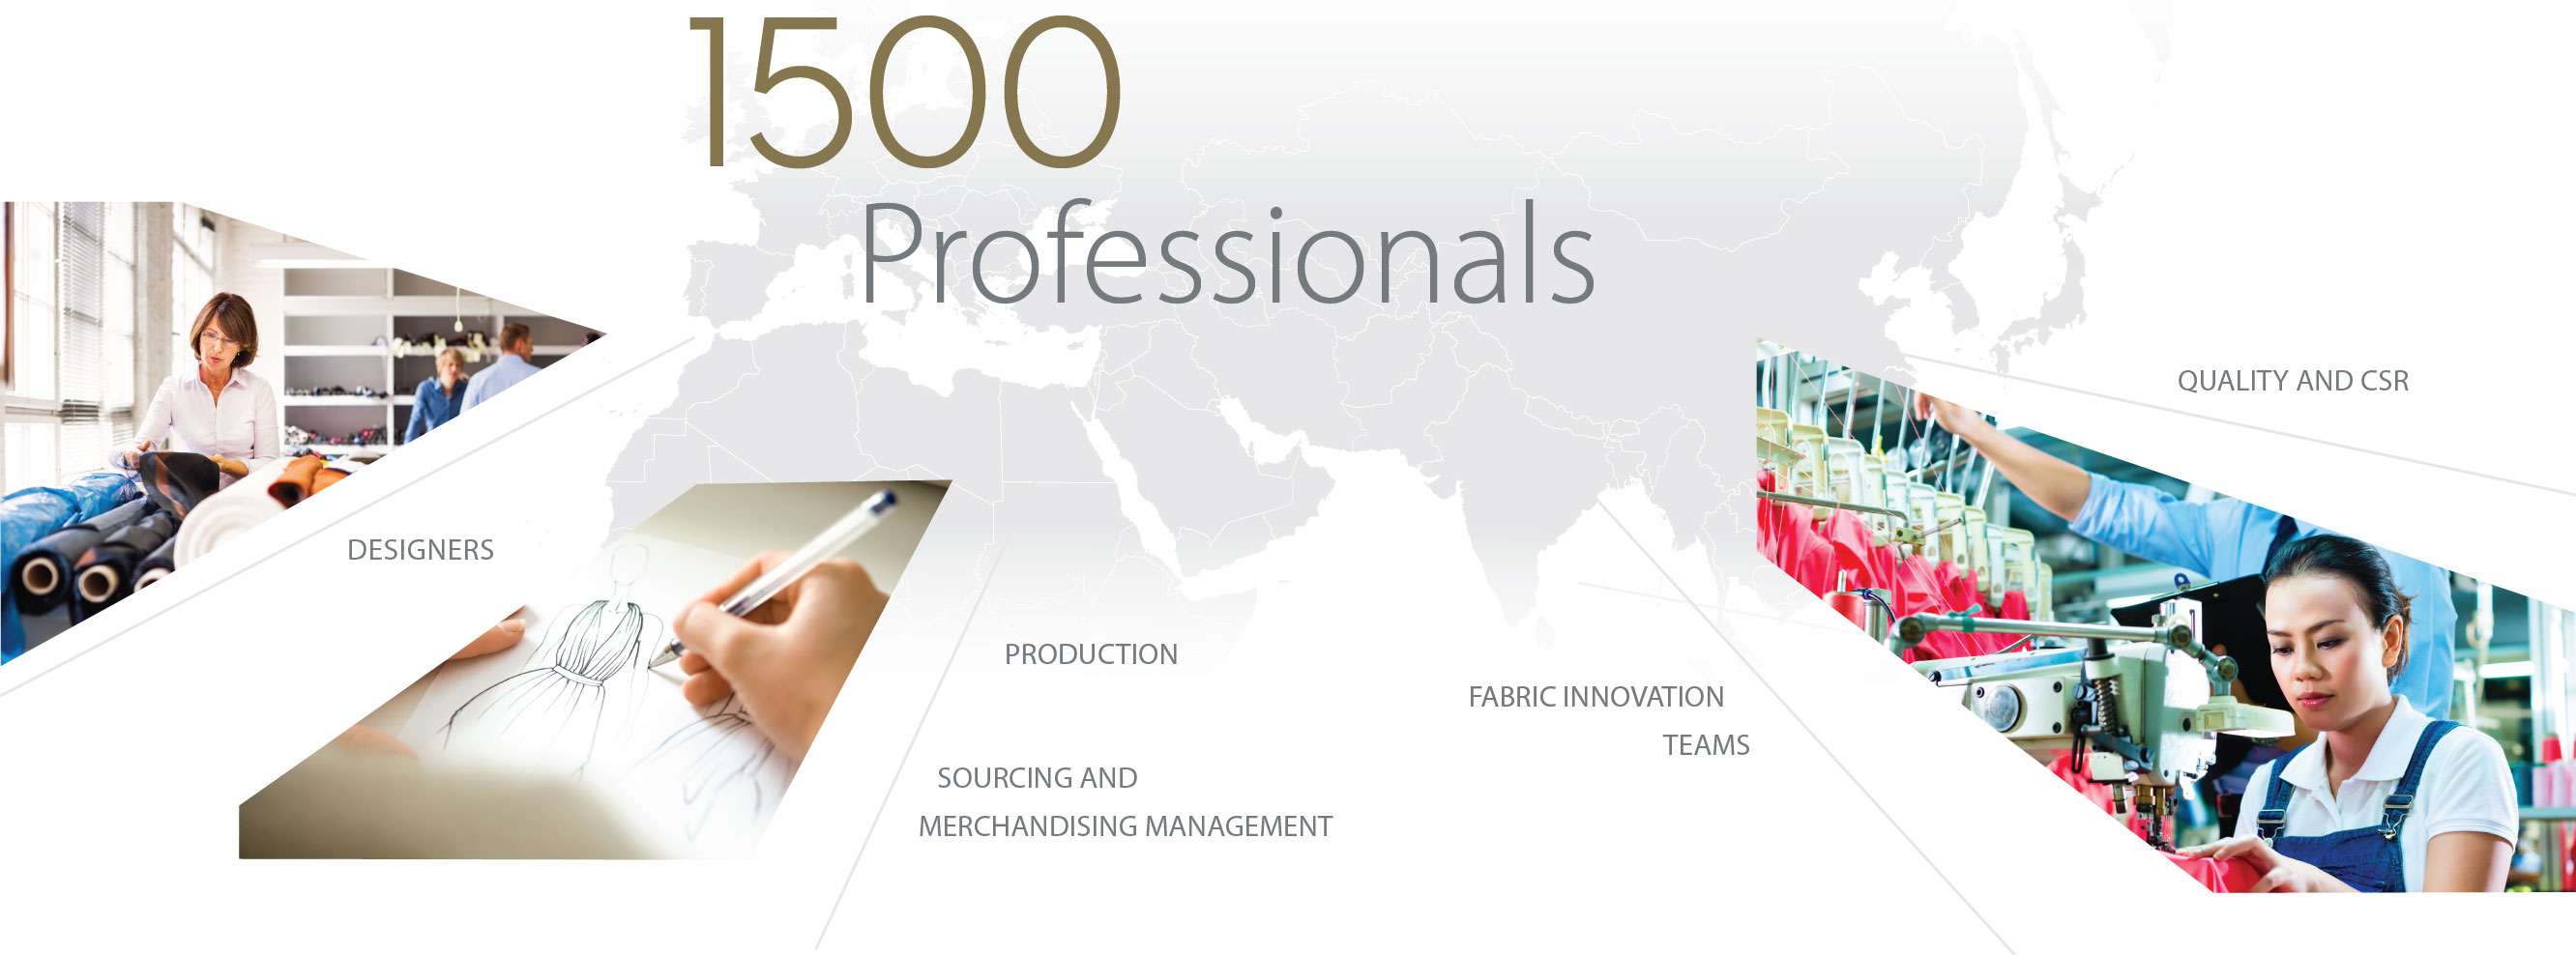 1500
Professionals
QUALITY AND CSR
DESIGNERS
PRODUCTION
FABRIC INNOVATION
TEAMS
SOURCING AND
MERCHANDISING MANAGEMENT